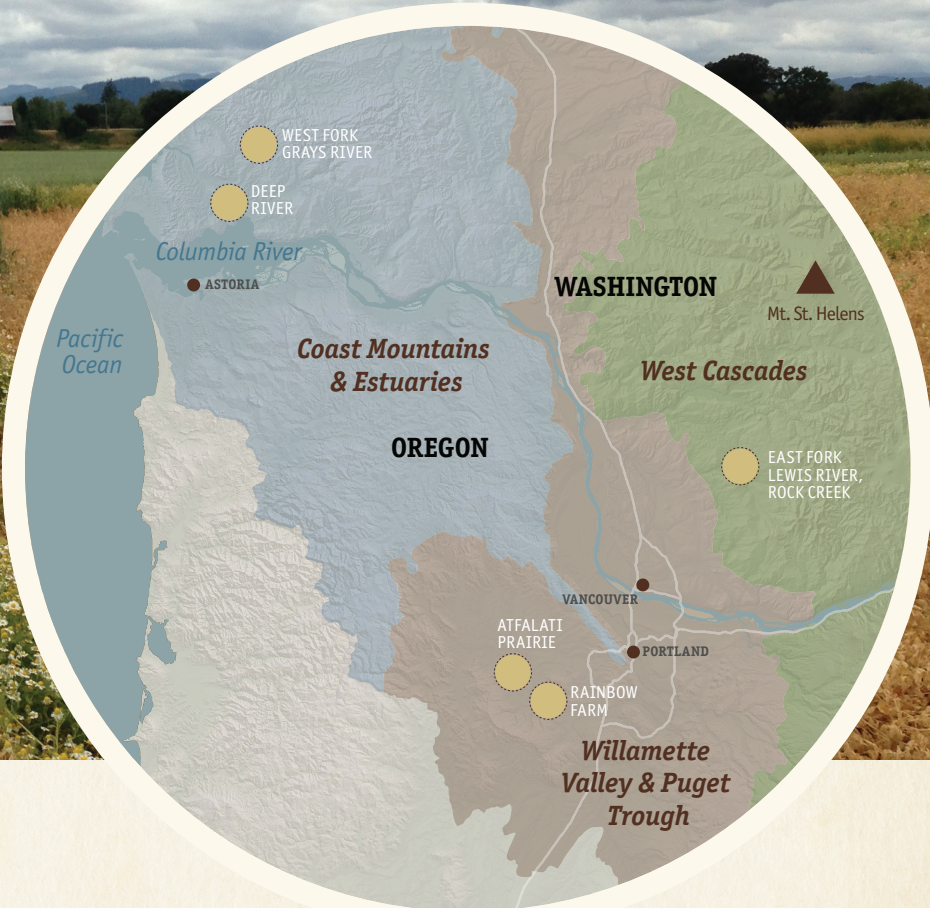 WEST FORK
GRAYS RIVER
DEEP
RIVER
Columbia River
ASTORIA
WASHINGTON
Mt. St. Helens
Pacific
Ocean
Coast Mountains
& Estuaries
West Cascades
OREGON
EAST FORK
LEWIS RIVER,
ROCK CREEK
VANCOUVER
ATFALATI
PRAIRIE
PORTLAND
RAINBOW
FARM
Willamette
Valley & Puget
Trough